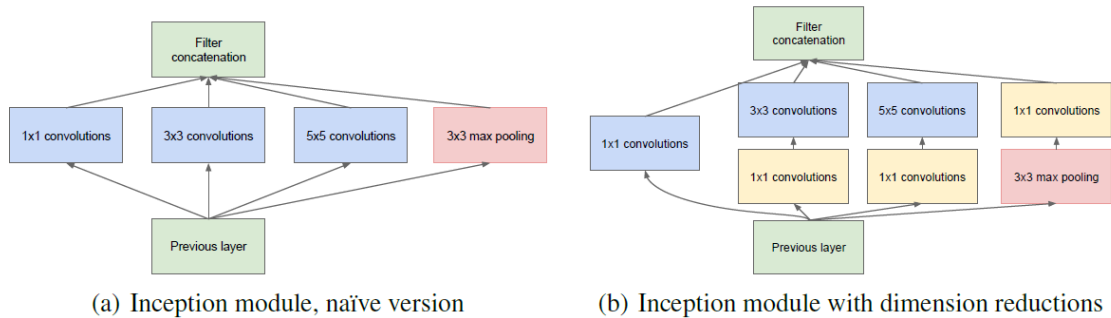 Filter
concatenation
1x1 convolutions
3x3 convolutions
5x5 convolutions
3x3 max pooling
Previous layer
(a) Inception module, naïve version
Filter
concatenation
3x3 convolutions
5x5 convolutions
1x1 convolutions
1x1 convolutions
1x1 convolutions
1x1 convolutions
3x3 max pooling
Previous layer
(b) Inception module with dimension reductions